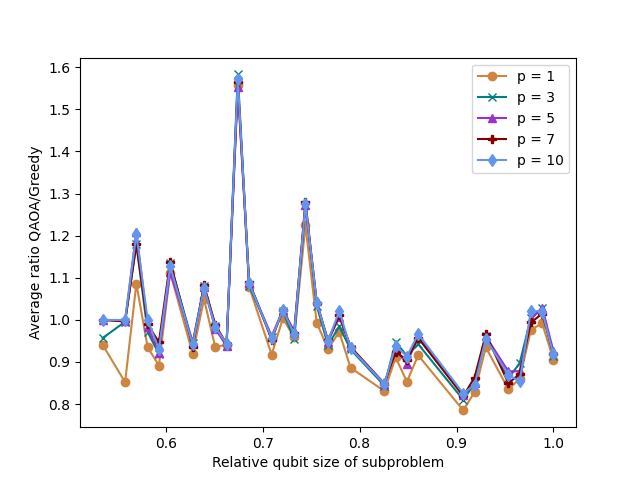 1.6
1.5
1.4
1.3
1.2
1.1
1.0
0.9
0.8
Average ratio QAOA/Greedy
p = 1
p = 3
p = 5
p = 7
p = 10
0.6 0.7 0.8 0.9 1.0
Relative qubit size of subproblem